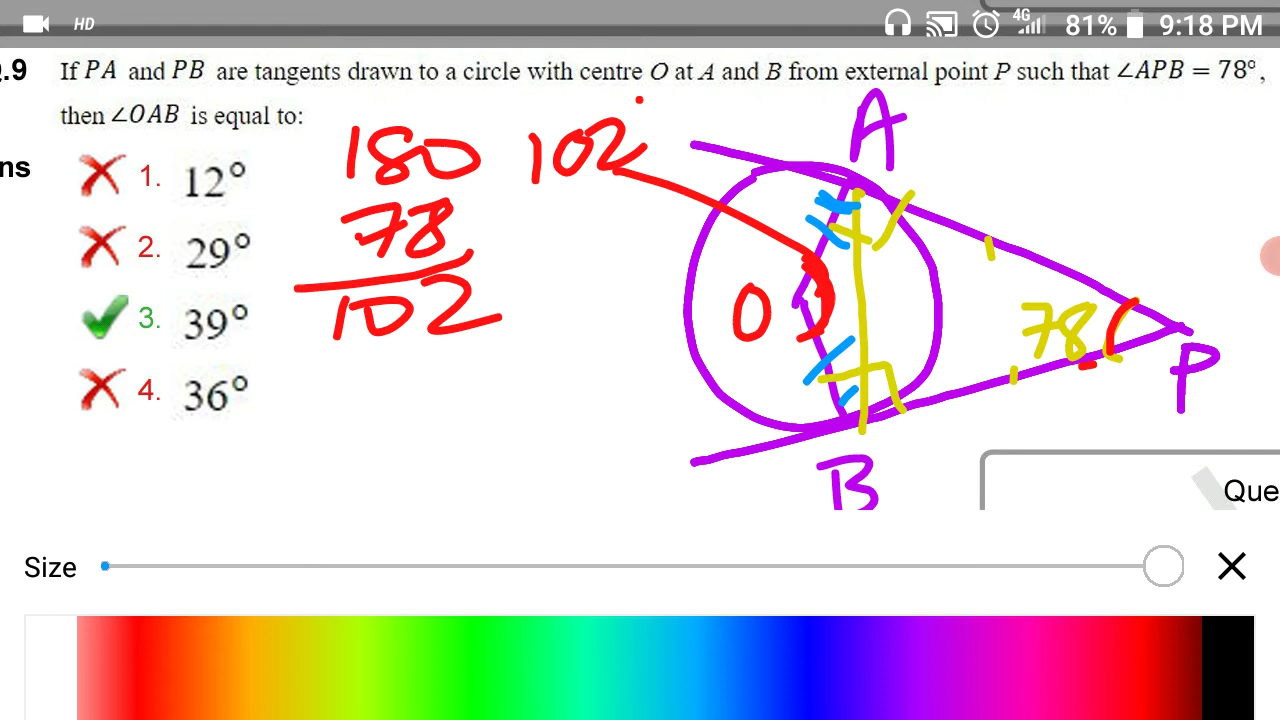 HD 4G 81% 9:18 PM
.9 If PA and PB are tangents drawn to a circle with centre O at A and B from external point P such that ∠APB = 78°,
then ∠OAB is equal to:
ns
1. 12°
2. 29°
3. 39°
4. 36°
180
78
102
102
A
O
78
P
B
Que
Size